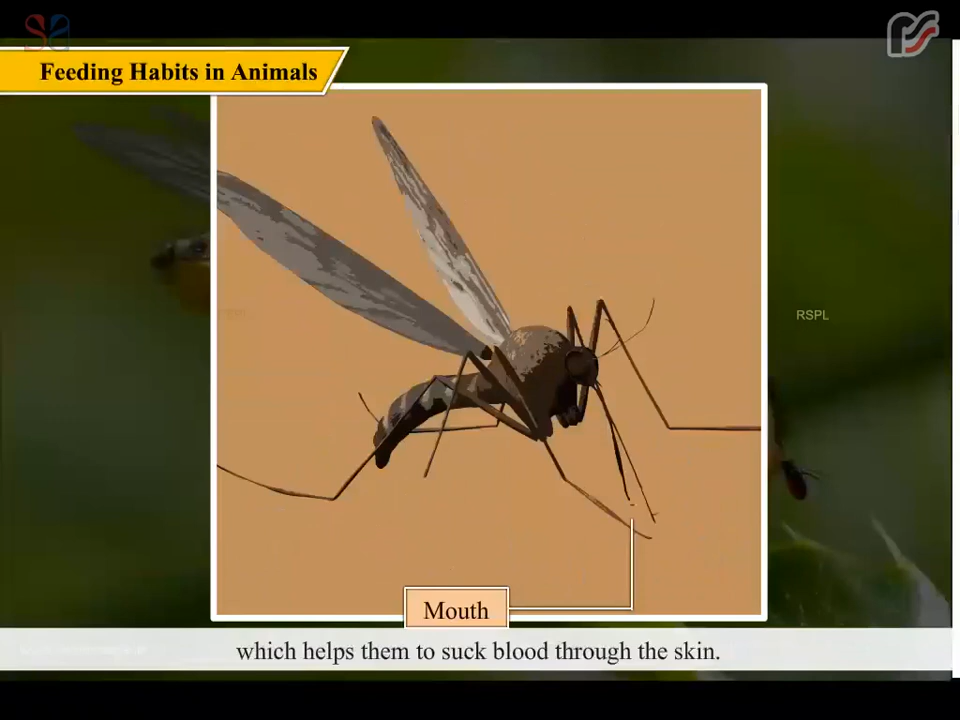 Feeding Habits in Animals
RSPL
Mouth
which helps them to suck blood through the skin.